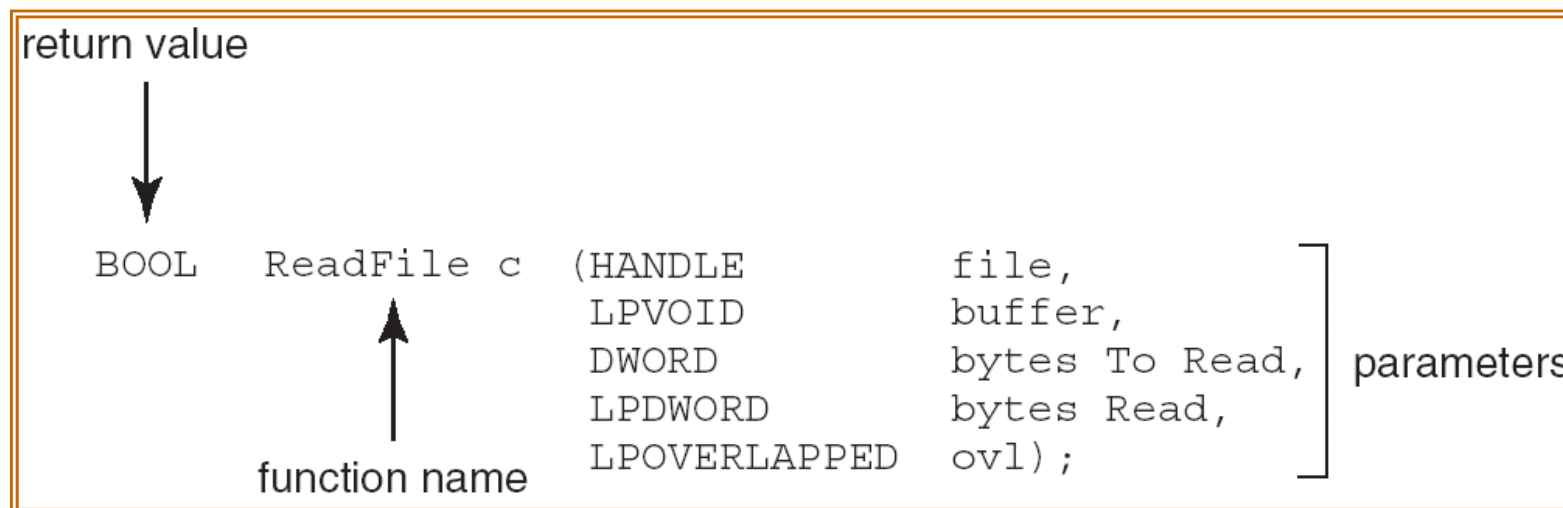 return value
BOOL ReadFile c (HANDLE file,
LPVOID buffer,
DWORD bytes To Read,
LPDWORD bytes Read,
LPOVERLAPPED ovl);
parameters
function name